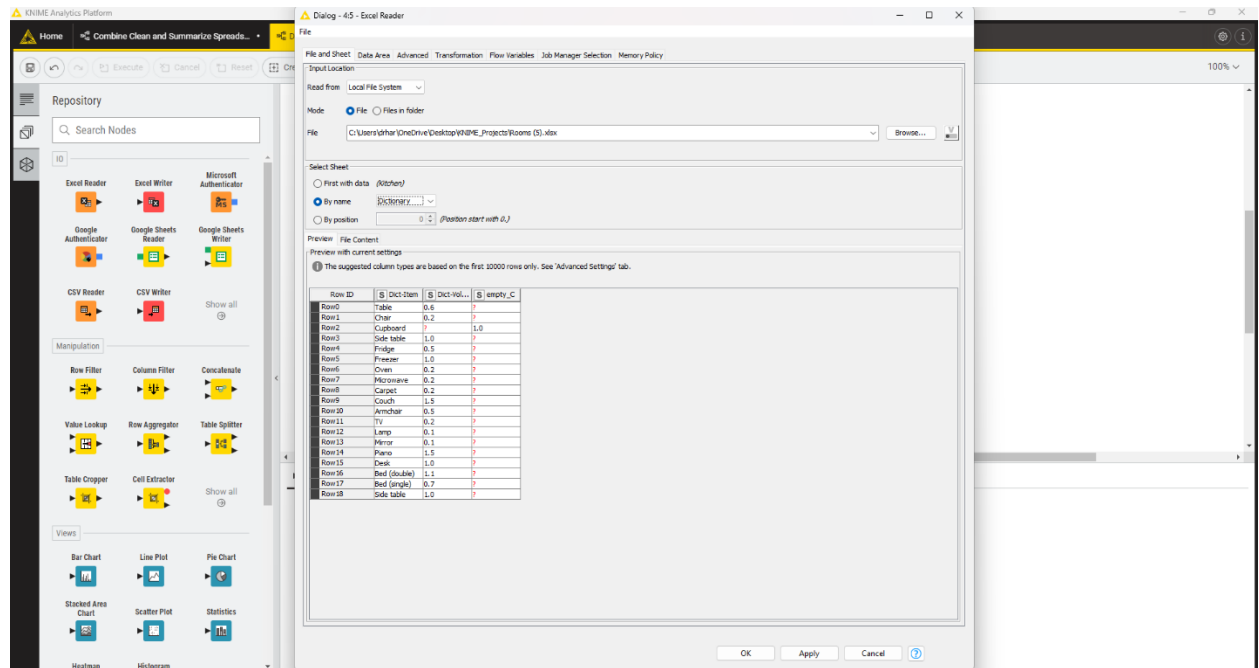 KNIME Analytics Platform
Home
Combine Clean and Summarize Spreads...
Execute
Cancel
Reset
100%
Repository
Search Nodes
IO
Excel Reader
Excel Writer
Microsoft
Authenticator
Google
Authenticator
Google Sheets
Reader
Google Sheets
Writer
CSV Reader
CSV Writer
Show all
Manipulation
Row Filter
Column Filter
Concatenate
Value Lookup
Row Aggregator
Table Splitter
Table Cropper
Cell Extractor
Show all
Views
Bar Chart
Line Plot
Pie Chart
Stacked Area
Chart
Scatter Plot
Statistics
Heatmap
Histogram
Dialog - 4:5 - Excel Reader
File
File and Sheet Data Area Advanced Transformation Flow Variables Job Manager Selection Memory Policy
Input Location
Read from Local File System
Mode File Files in folder
File C:\Users\drhar\OneDrive\Desktop\KNIME_Projects\Rooms (5).xlsx Browse...
Select Sheet
First with data (Kitchen)
By name Dictionary
By position 0 (Position start with 0.)
Preview File Content
Preview with current settings
The suggested column types are based on the first 10000 rows only. See 'Advanced Settings' tab.
Row ID S Dict-Item S Dict-Vol... S empty_C
Row0 Table 0.6 ?
Row1 Chair 0.2 ?
Row2 Cupboard ? 1.0
Row3 Side table 1.0 ?
Row4 Fridge 0.5 ?
Row5 Freezer 1.0 ?
Row6 Oven 0.2 ?
Row7 Microwave 0.2 ?
Row8 Carpet 0.2 ?
Row9 Couch 1.5 ?
Row10 Armchair 0.5 ?
Row11 TV 0.2 ?
Row12 Lamp 0.1 ?
Row13 Mirror 0.1 ?
Row14 Piano 1.5 ?
Row15 Desk 1.0 ?
Row16 Bed (double) 1.1 ?
Row17 Bed (single) 0.7 ?
Row18 Side table 1.0 ?
OK Apply Cancel ?